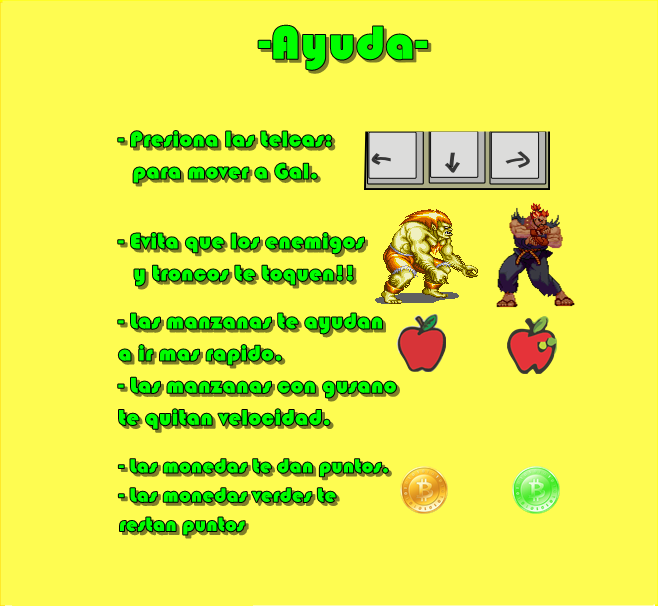 -Ayuda-
- Presiona las telcas:
para mover a Gal.
- Evita que los enemigos
y troncos te toquen!!
- Las manzanas te ayudan
a ir mas rapido.
- Las manzanas con gusano
te quitan velocidad.
- Las monedas te dan puntos.
- Las monedas verdes te
restan puntos